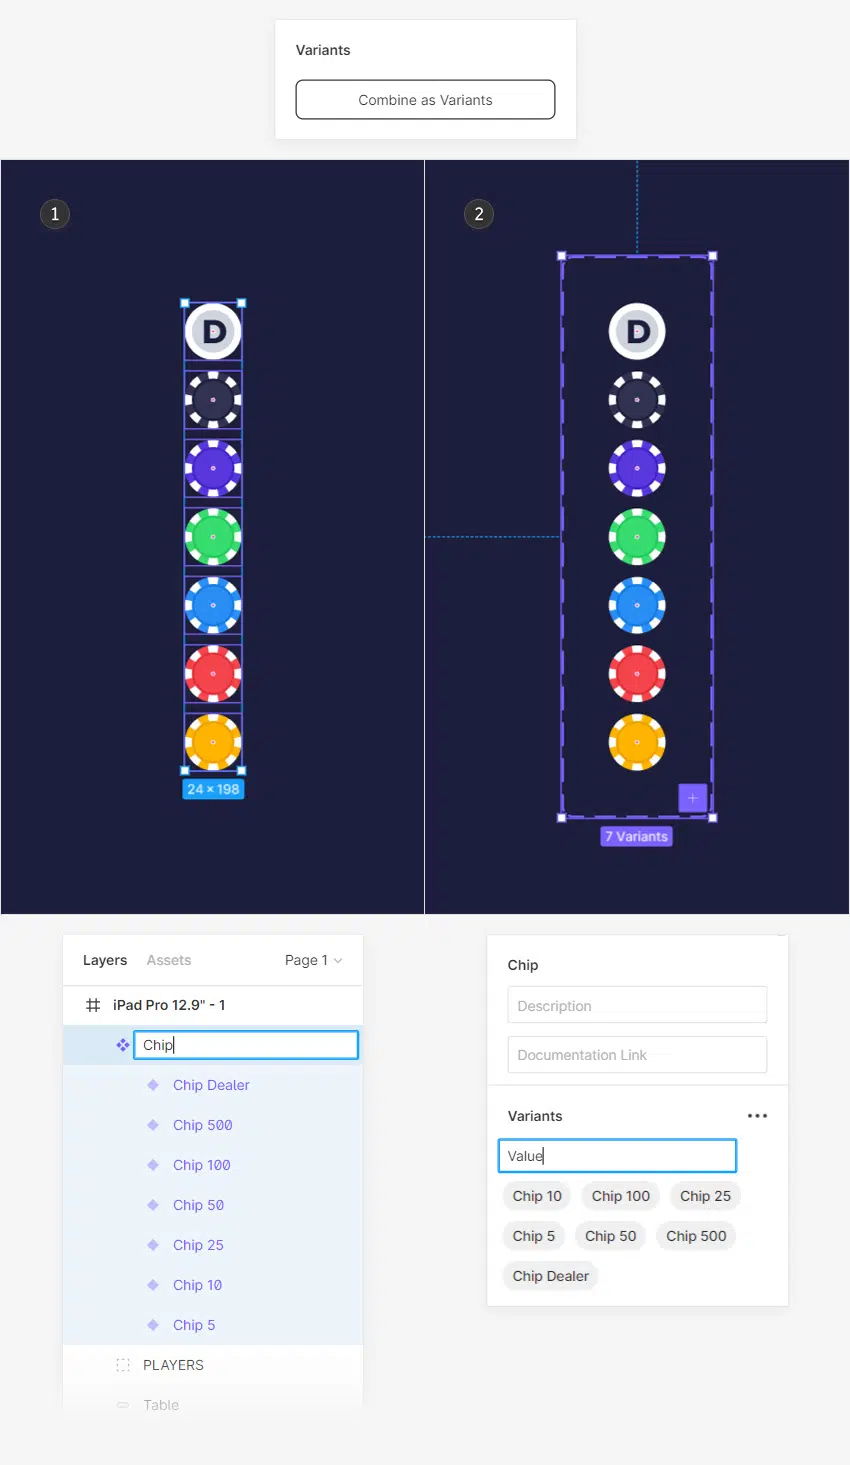 Variants
Combine as Variants
1
2
D
D
24 × 198
7 Variants
Layers Assets Page 1
iPad Pro 12.9" - 1
Chip
Chip Dealer
Chip 500
Chip 100
Chip 50
Chip 25
Chip 10
Chip 5
PLAYERS
Table
Chip
Description
Documentation Link
Variants
Value
Chip 10 Chip 100 Chip 25
Chip 5 Chip 50 Chip 500
Chip Dealer